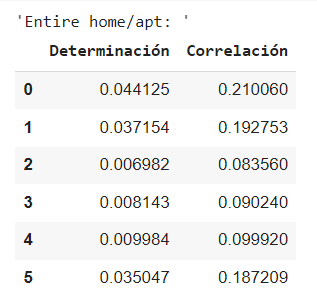 'Entire home/apt: '
Determinación Correlación
0 0.044125 0.210060
1 0.037154 0.192753
2 0.006982 0.083560
3 0.008143 0.090240
4 0.009984 0.099920
5 0.035047 0.187209